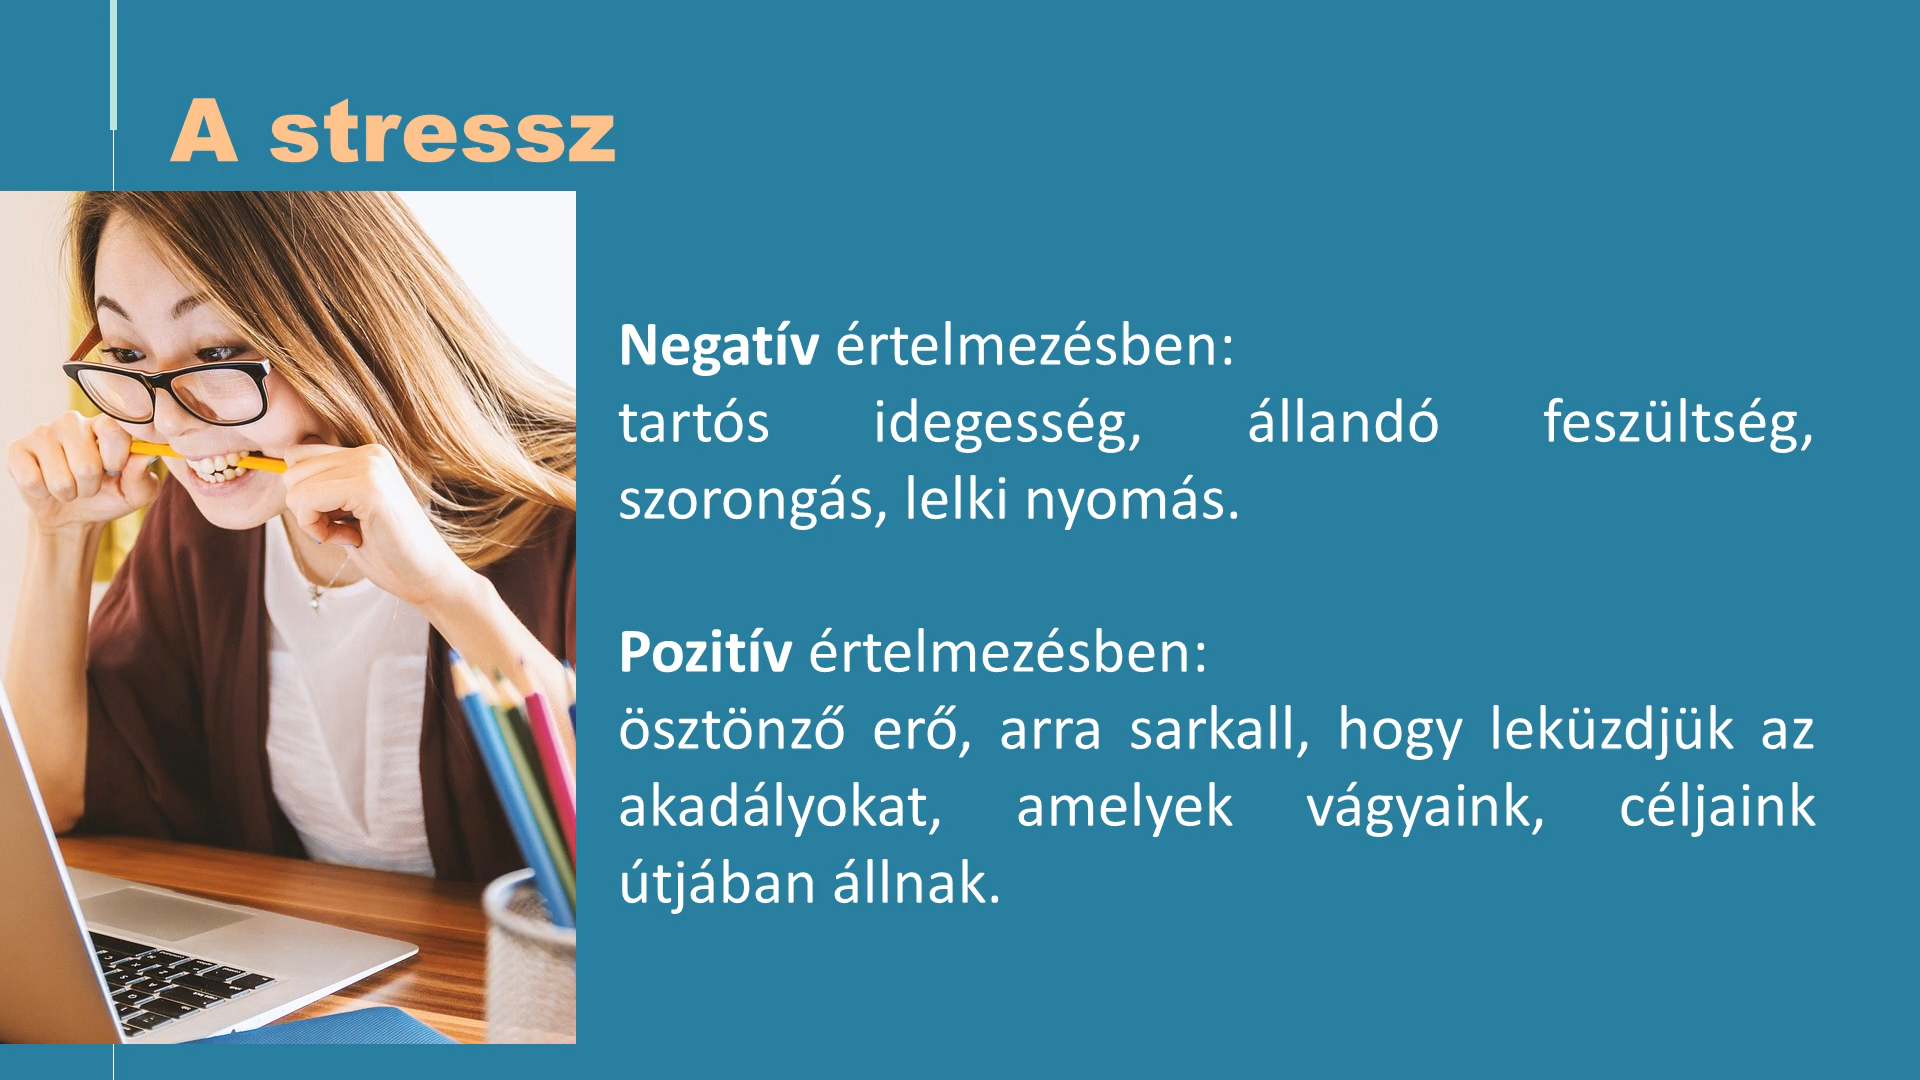 A stressz
Negatív értelmezésben:
tartós idegesség, állandó feszültség,
szorongás, lelki nyomás.
Pozitív értelmezésben:
ösztönző erő, arra sarkall, hogy leküzdjük az
akadályokat, amelyek vágyaink, céljaink
útjában állnak.